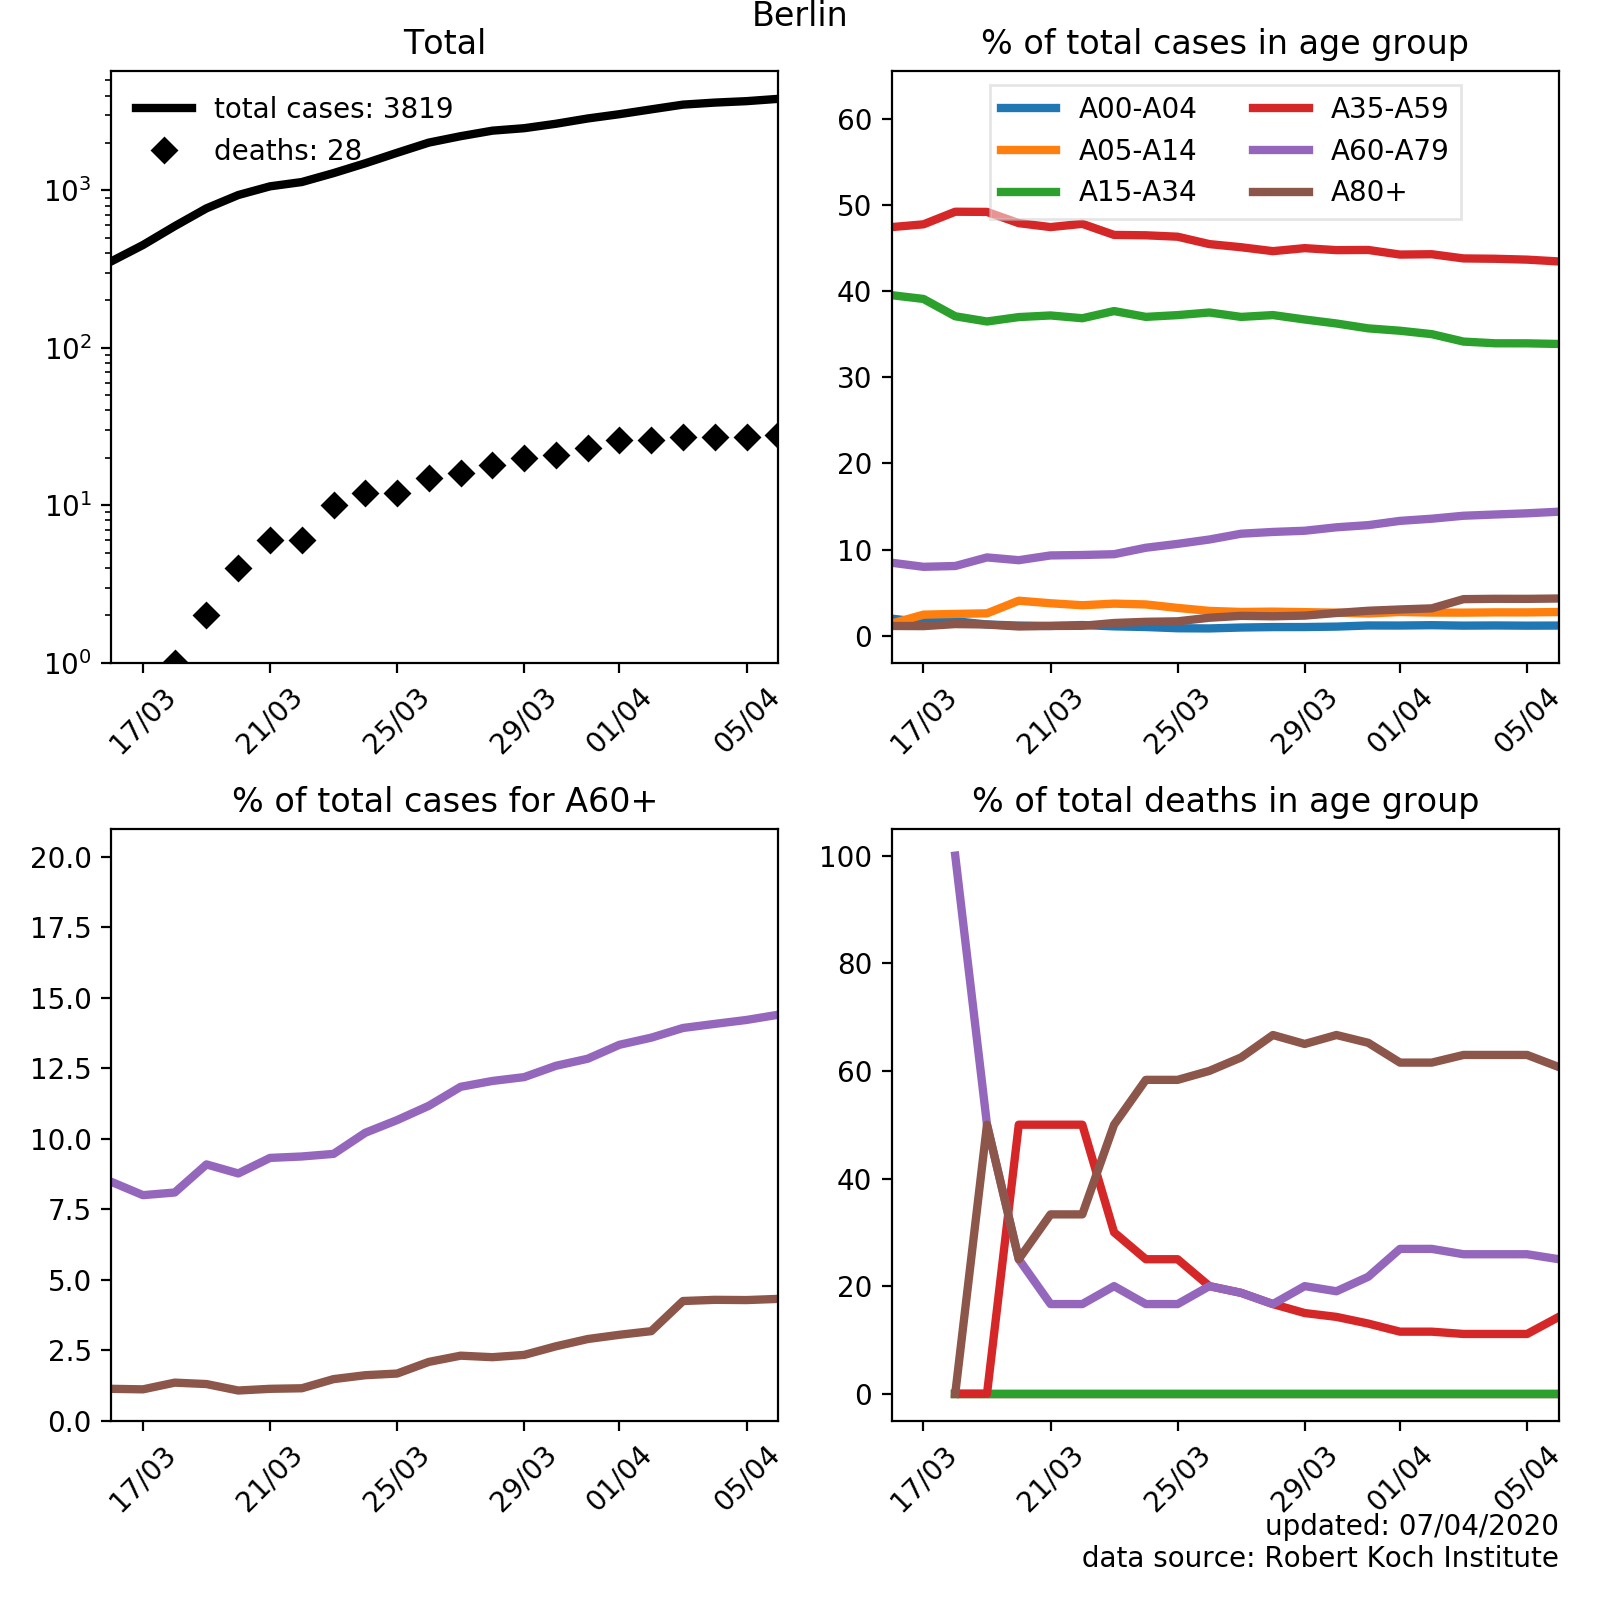 Berlin
Total
total cases: 3819
deaths: 28
10³
10²
10¹
10⁰
17/03 21/03 25/03 29/03 01/04 05/04
% of total cases in age group
A00-A04 A35-A59
A05-A14 A60-A79
A15-A34 A80+
60
50
40
30
20
10
0
17/03 21/03 25/03 29/03 01/04 05/04
% of total cases for A60+
20.0
17.5
15.0
12.5
10.0
7.5
5.0
2.5
0.0
17/03 21/03 25/03 29/03 01/04 05/04
% of total deaths in age group
100
80
60
40
20
0
17/03 21/03 25/03 29/03 01/04 05/04
updated: 07/04/2020
data source: Robert Koch Institute